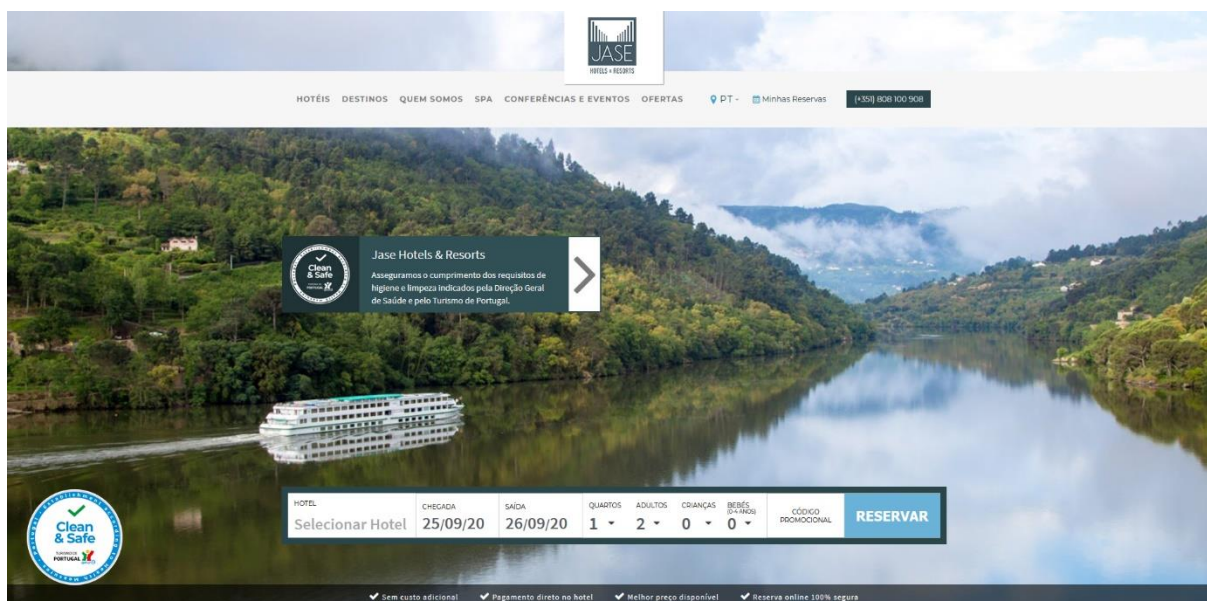 JASE
HOTELS + RESORTS
HOTÉIS DESTINOS QUEM SOMOS SPA CONFERÊNCIAS E EVENTOS OFERTAS PT Minhas Reservas (+351) 808 100 908
Clean
& Safe
PORTUGAL
Jase Hotels & Resorts
Asseguramos o cumprimento dos requisitos de
higiene e limpeza indicados pela Direção Geral
de Saúde e pelo Turismo de Portugal.
HOTEL
Selecionar Hotel
CHEGADA
25/09/20
SAÍDA
26/09/20
QUARTOS
1
ADULTOS
2
CRIANÇAS
0
BEBÉS
(0-4 ANOS)
0
CÓDIGO
PROMOCIONAL
RESERVAR
Clean
& Safe
TURISMO DE
PORTUGAL
Sem custo adicional Pagamento direto no hotel Melhor preço disponível Reserva online 100% segura